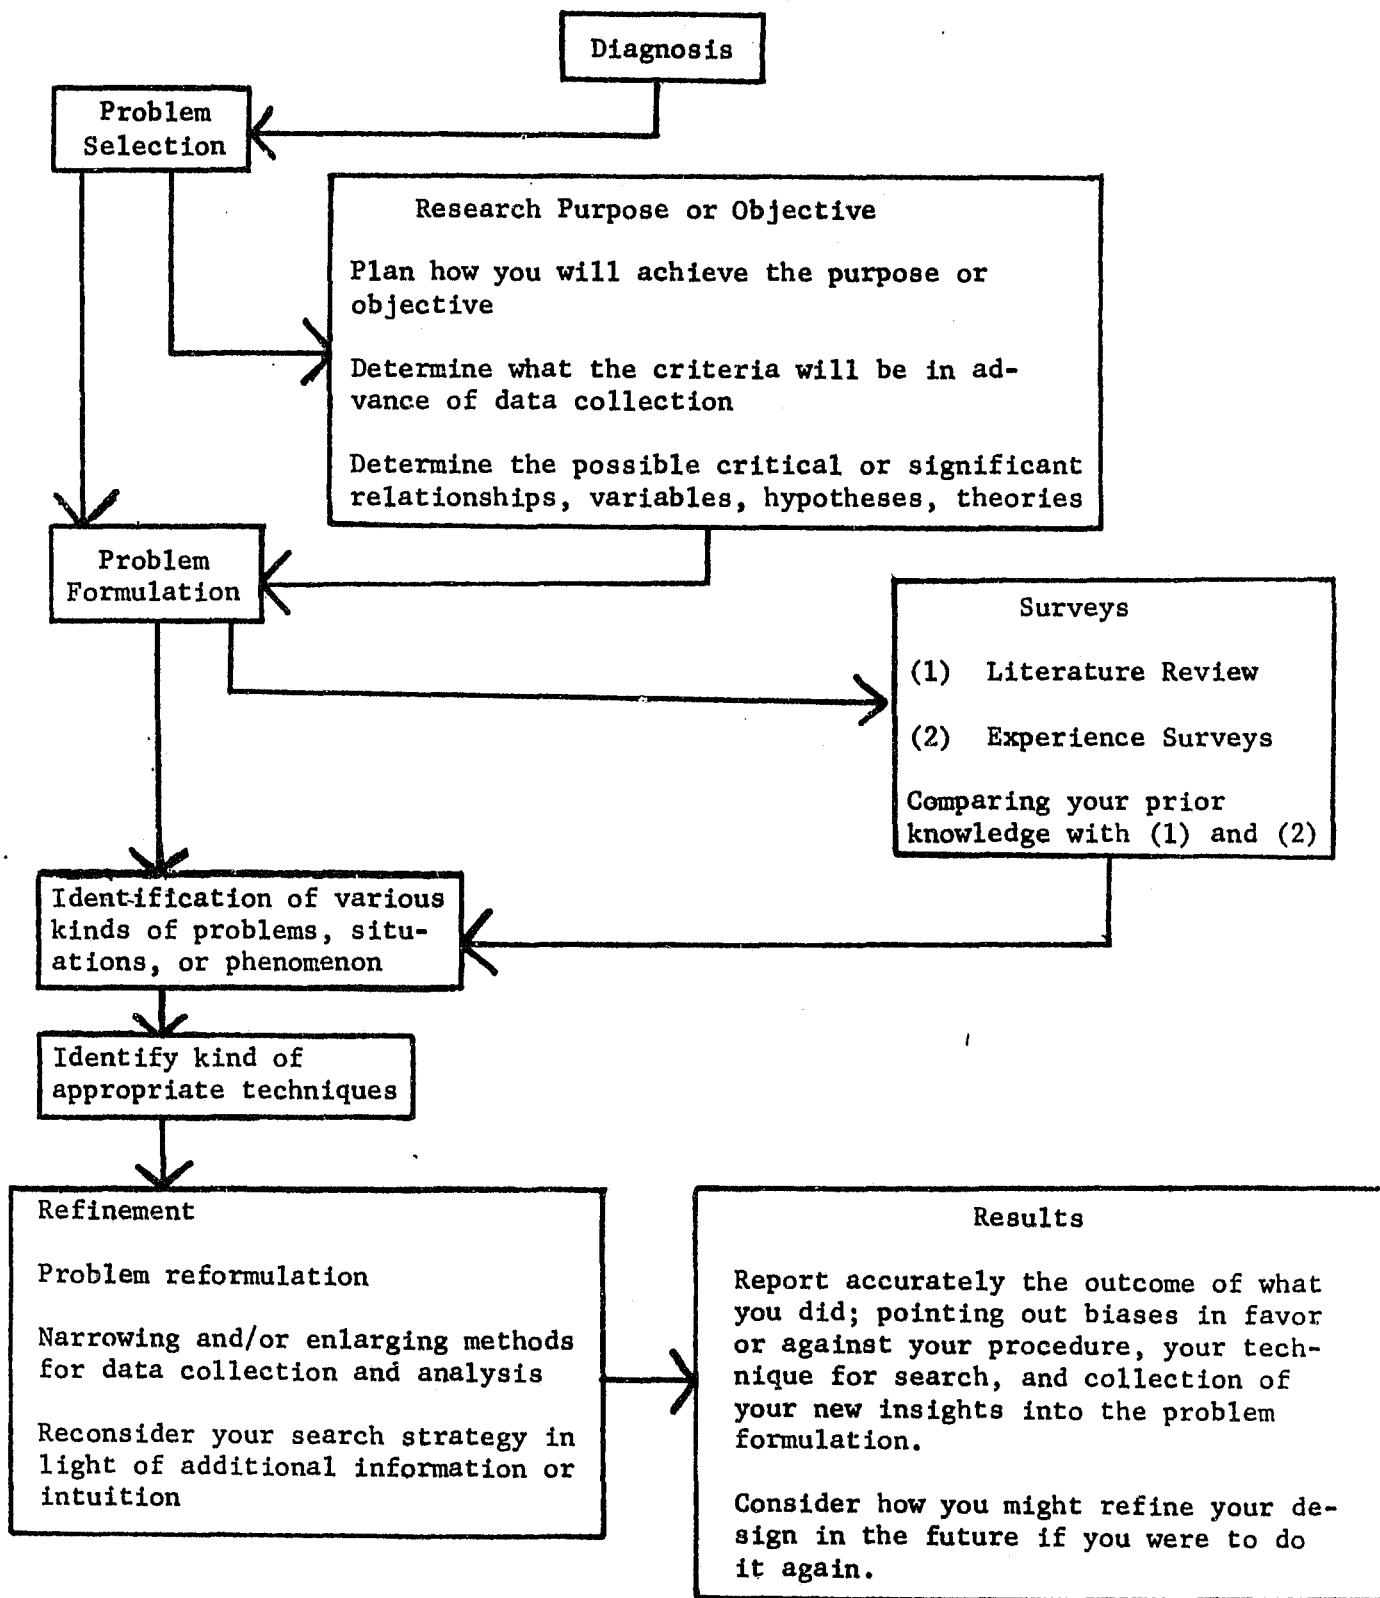 Diagnosis
Problem
Selection
Research Purpose or Objective
Plan how you will achieve the purpose or
objective
Determine what the criteria will be in ad-
vance of data collection
Determine the possible critical or significant
relationships, variables, hypotheses, theories
Problem
Formulation
Surveys
(1) Literature Review
(2) Experience Surveys
Comparing your prior
knowledge with (1) and (2)
Identification of various
kinds of problems, situ-
ations, or phenomenon
Identify kind of
appropriate techniques
Refinement
Problem reformulation
Narrowing and/or enlarging methods
for data collection and analysis
Reconsider your search strategy in
light of additional information or
intuition
Results
Report accurately the outcome of what
you did; pointing out biases in favor
or against your procedure, your tech-
nique for search, and collection of
your new insights into the problem
formulation.
Consider how you might refine your de-
sign in the future if you were to do
it again.